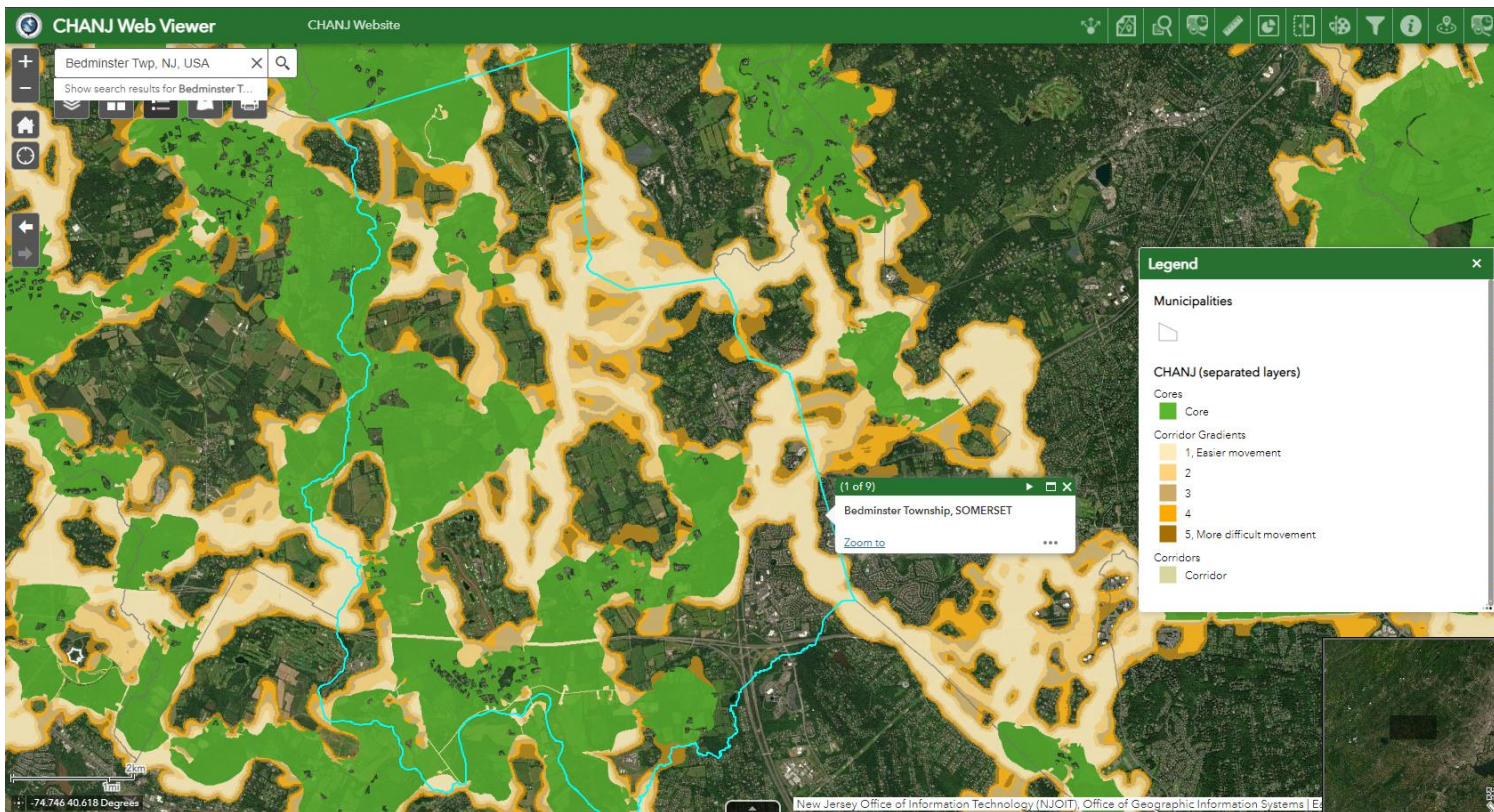 CHANJ Web Viewer
CHANJ Website
+
Bedminster Twp, NJ, USA
Show search results for Bedminster T...
−
Legend
Municipalities
CHANJ (separated layers)
Cores
Core
Corridor Gradients
1, Easier movement
2
3
4
5, More difficult movement
Corridors
Corridor
(1 of 9)
Bedminster Township, SOMERSET
Zoom to
2km
1mi
-74.746 40.618 Degrees
New Jersey Office of Information Technology (NJOIT), Office of Geographic Information Systems |